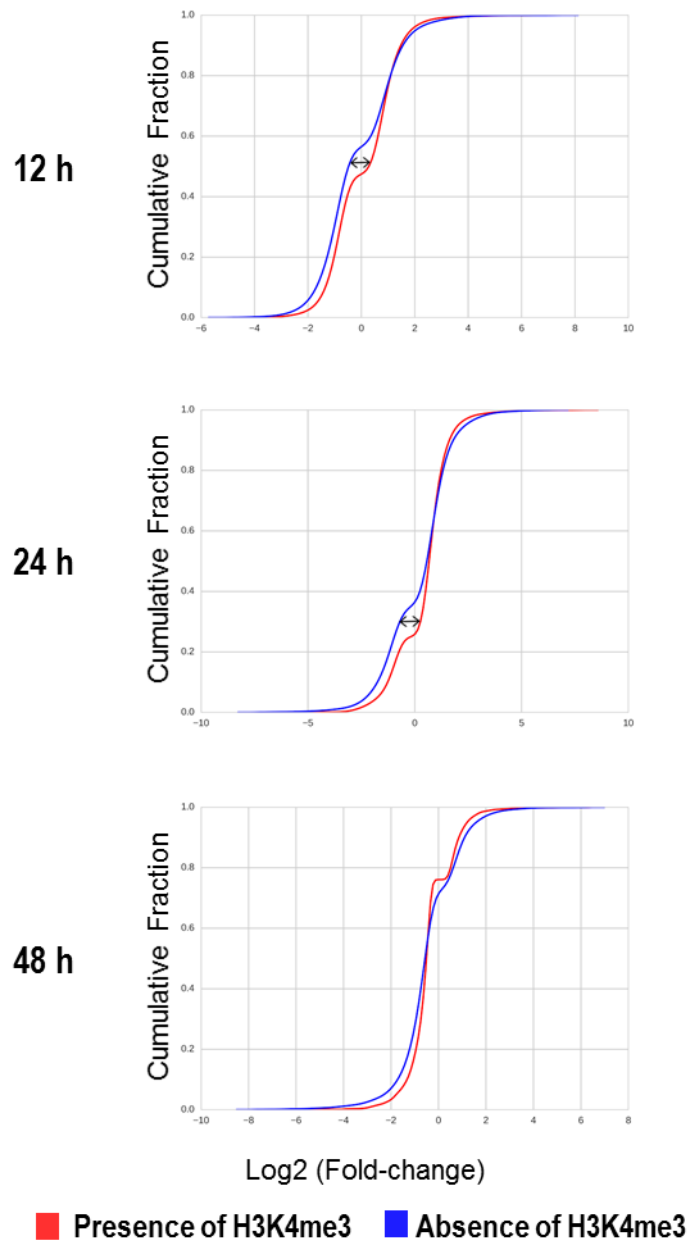 12 h
Cumulative Fraction
1.0
0.8
0.6
0.4
0.2
0.0
−6 −4 −2 0 2 4 6 8 10
24 h
Cumulative Fraction
1.0
0.8
0.6
0.4
0.2
0.0
−10 −5 0 5 10
48 h
Cumulative Fraction
1.0
0.8
0.6
0.4
0.2
0.0
−10 −8 −6 −4 −2 0 2 4 6 8
Log2 (Fold-change)
Presence of H3K4me3 Absence of H3K4me3